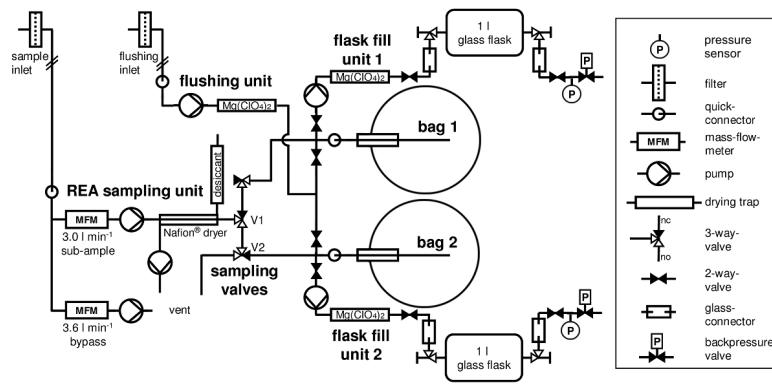 sample
inlet
flushing
inlet
flushing unit
Mg(ClO4)2
flask fill
unit 1
Mg(ClO4)2
1 l
glass flask
P
P
bag 1
desiccant
REA sampling unit
MFM
3.0 l min-1
sub-ample
Nafion® dryer
V1
V2
sampling
valves
bag 2
vent
MFM
3.6 l min-1
bypass
Mg(ClO4)2
flask fill
unit 2
1 l
glass flask
P
P
P
pressure
sensor
filter
quick-
connector
MFM
mass-flow-
meter
pump
drying trap
nc
no
3-way-
valve
2-way-
valve
glass-
connector
P
backpressure
valve